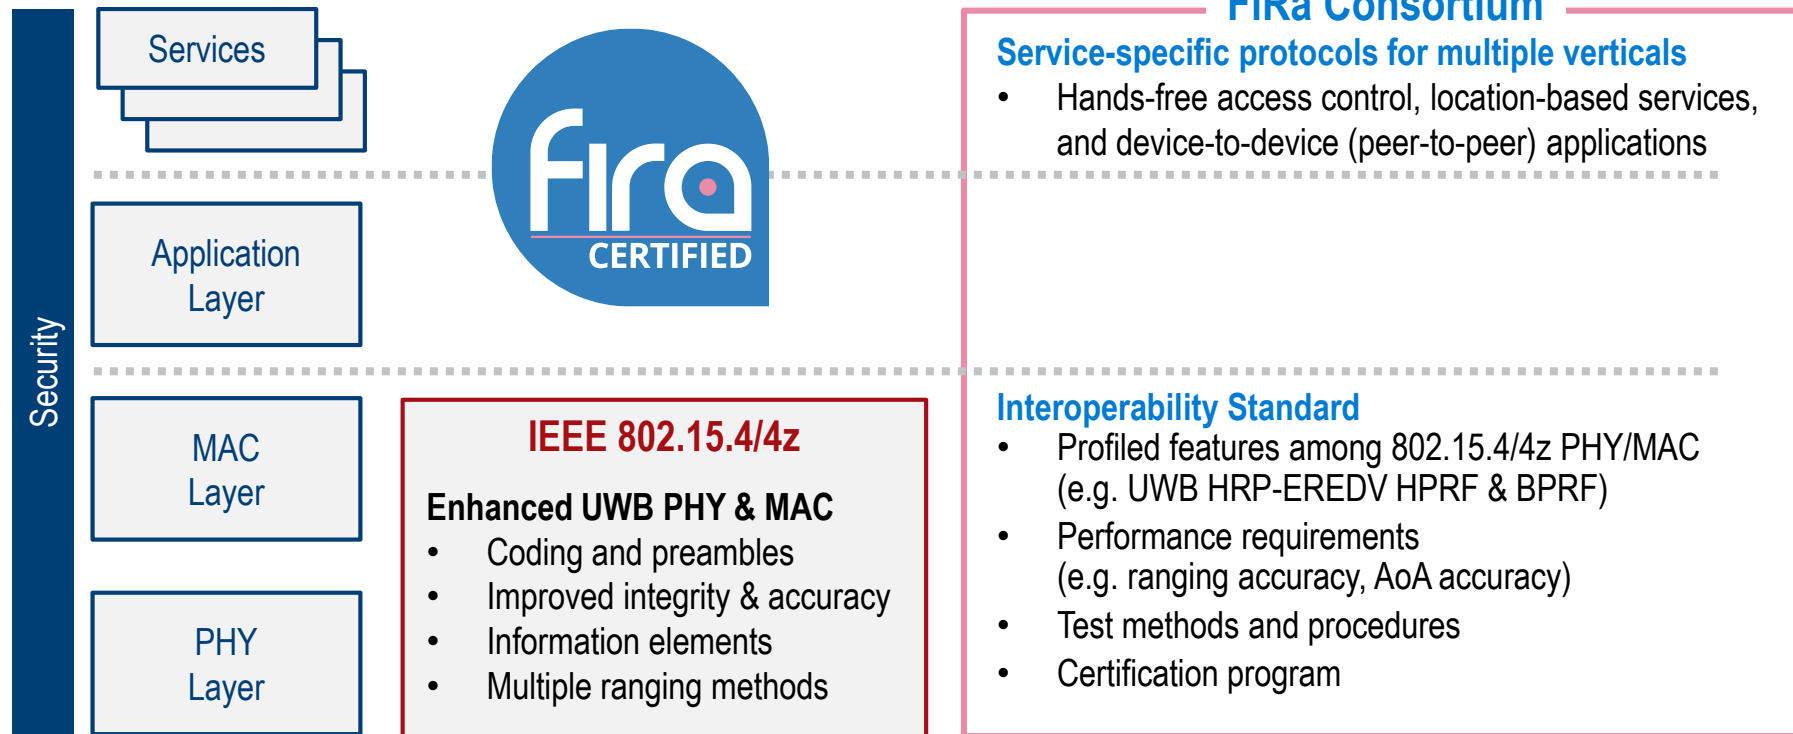 Security
Services
Application
Layer
MAC
Layer
PHY
Layer
fira
CERTIFIED
IEEE 802.15.4/4z
Enhanced UWB PHY & MAC
• Coding and preambles
• Improved integrity & accuracy
• Information elements
• Multiple ranging methods
FiRa Consortium
Service-specific protocols for multiple verticals
• Hands-free access control, location-based services,
and device-to-device (peer-to-peer) applications
Interoperability Standard
• Profiled features among 802.15.4/4z PHY/MAC
(e.g. UWB HRP-EREDV HPRF & BPRF)
• Performance requirements
(e.g. ranging accuracy, AoA accuracy)
• Test methods and procedures
• Certification program